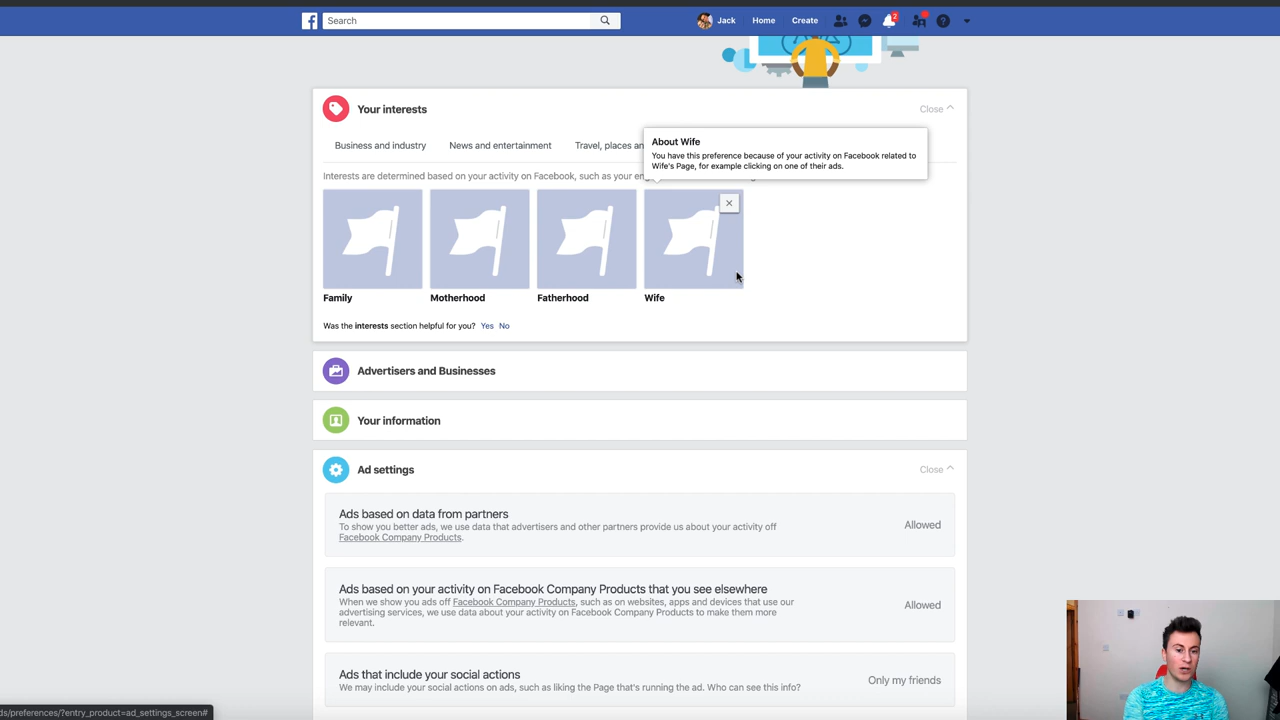 f
Search
Jack
Home
Create
2
?
Your interests
Close
About Wife
You have this preference because of your activity on Facebook related to
Wife's Page, for example clicking on one of their ads.
Business and industry
News and entertainment
Travel, places an
Interests are determined based on your activity on Facebook, such as your en
Family
Motherhood
Fatherhood
Wife
Was the interests section helpful for you? Yes No
Advertisers and Businesses
Your information
Ad settings
Close
Ads based on data from partners
To show you better ads, we use data that advertisers and other partners provide us about your activity off
Facebook Company Products.
Allowed
Ads based on your activity on Facebook Company Products that you see elsewhere
When we show you ads off Facebook Company Products, such as on websites, apps and devices that use our
advertising services, we use data about your activity on Facebook Company Products to make them more
relevant.
Allowed
Ads that include your social actions
We may include your social actions on ads, such as liking the Page that's running the ad. Who can see this info?
Only my friends
ds/preferences/?entry_product=ad_settings_screen#